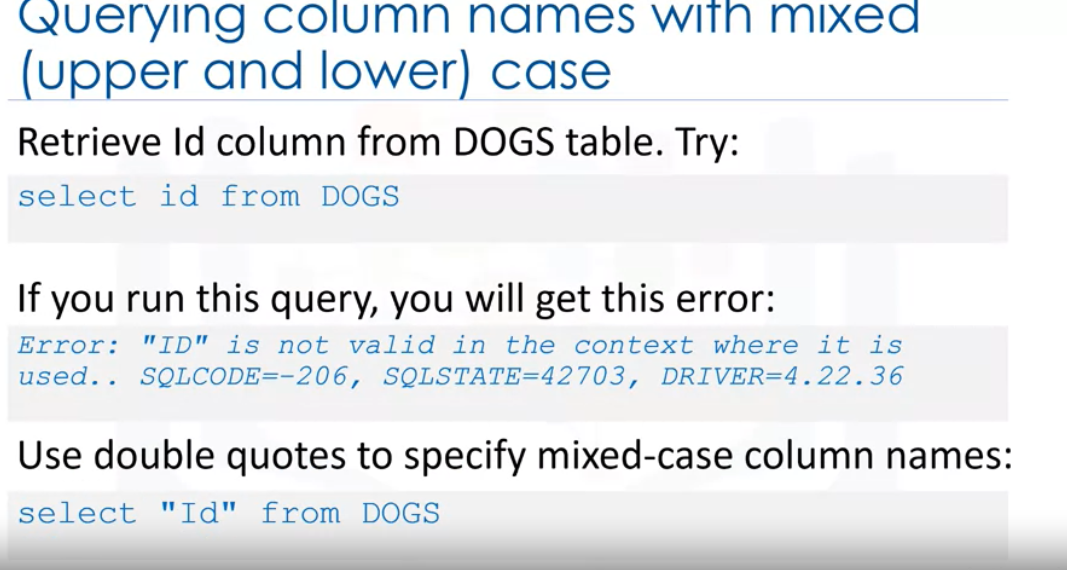 Querying column names with mixed
(upper and lower) case
Retrieve Id column from DOGS table. Try:
select id from DOGS
If you run this query, you will get this error:
Error: "ID" is not valid in the context where it is
used.. SQLCODE=-206, SQLSTATE=42703, DRIVER=4.22.36
Use double quotes to specify mixed-case column names:
select "Id" from DOGS